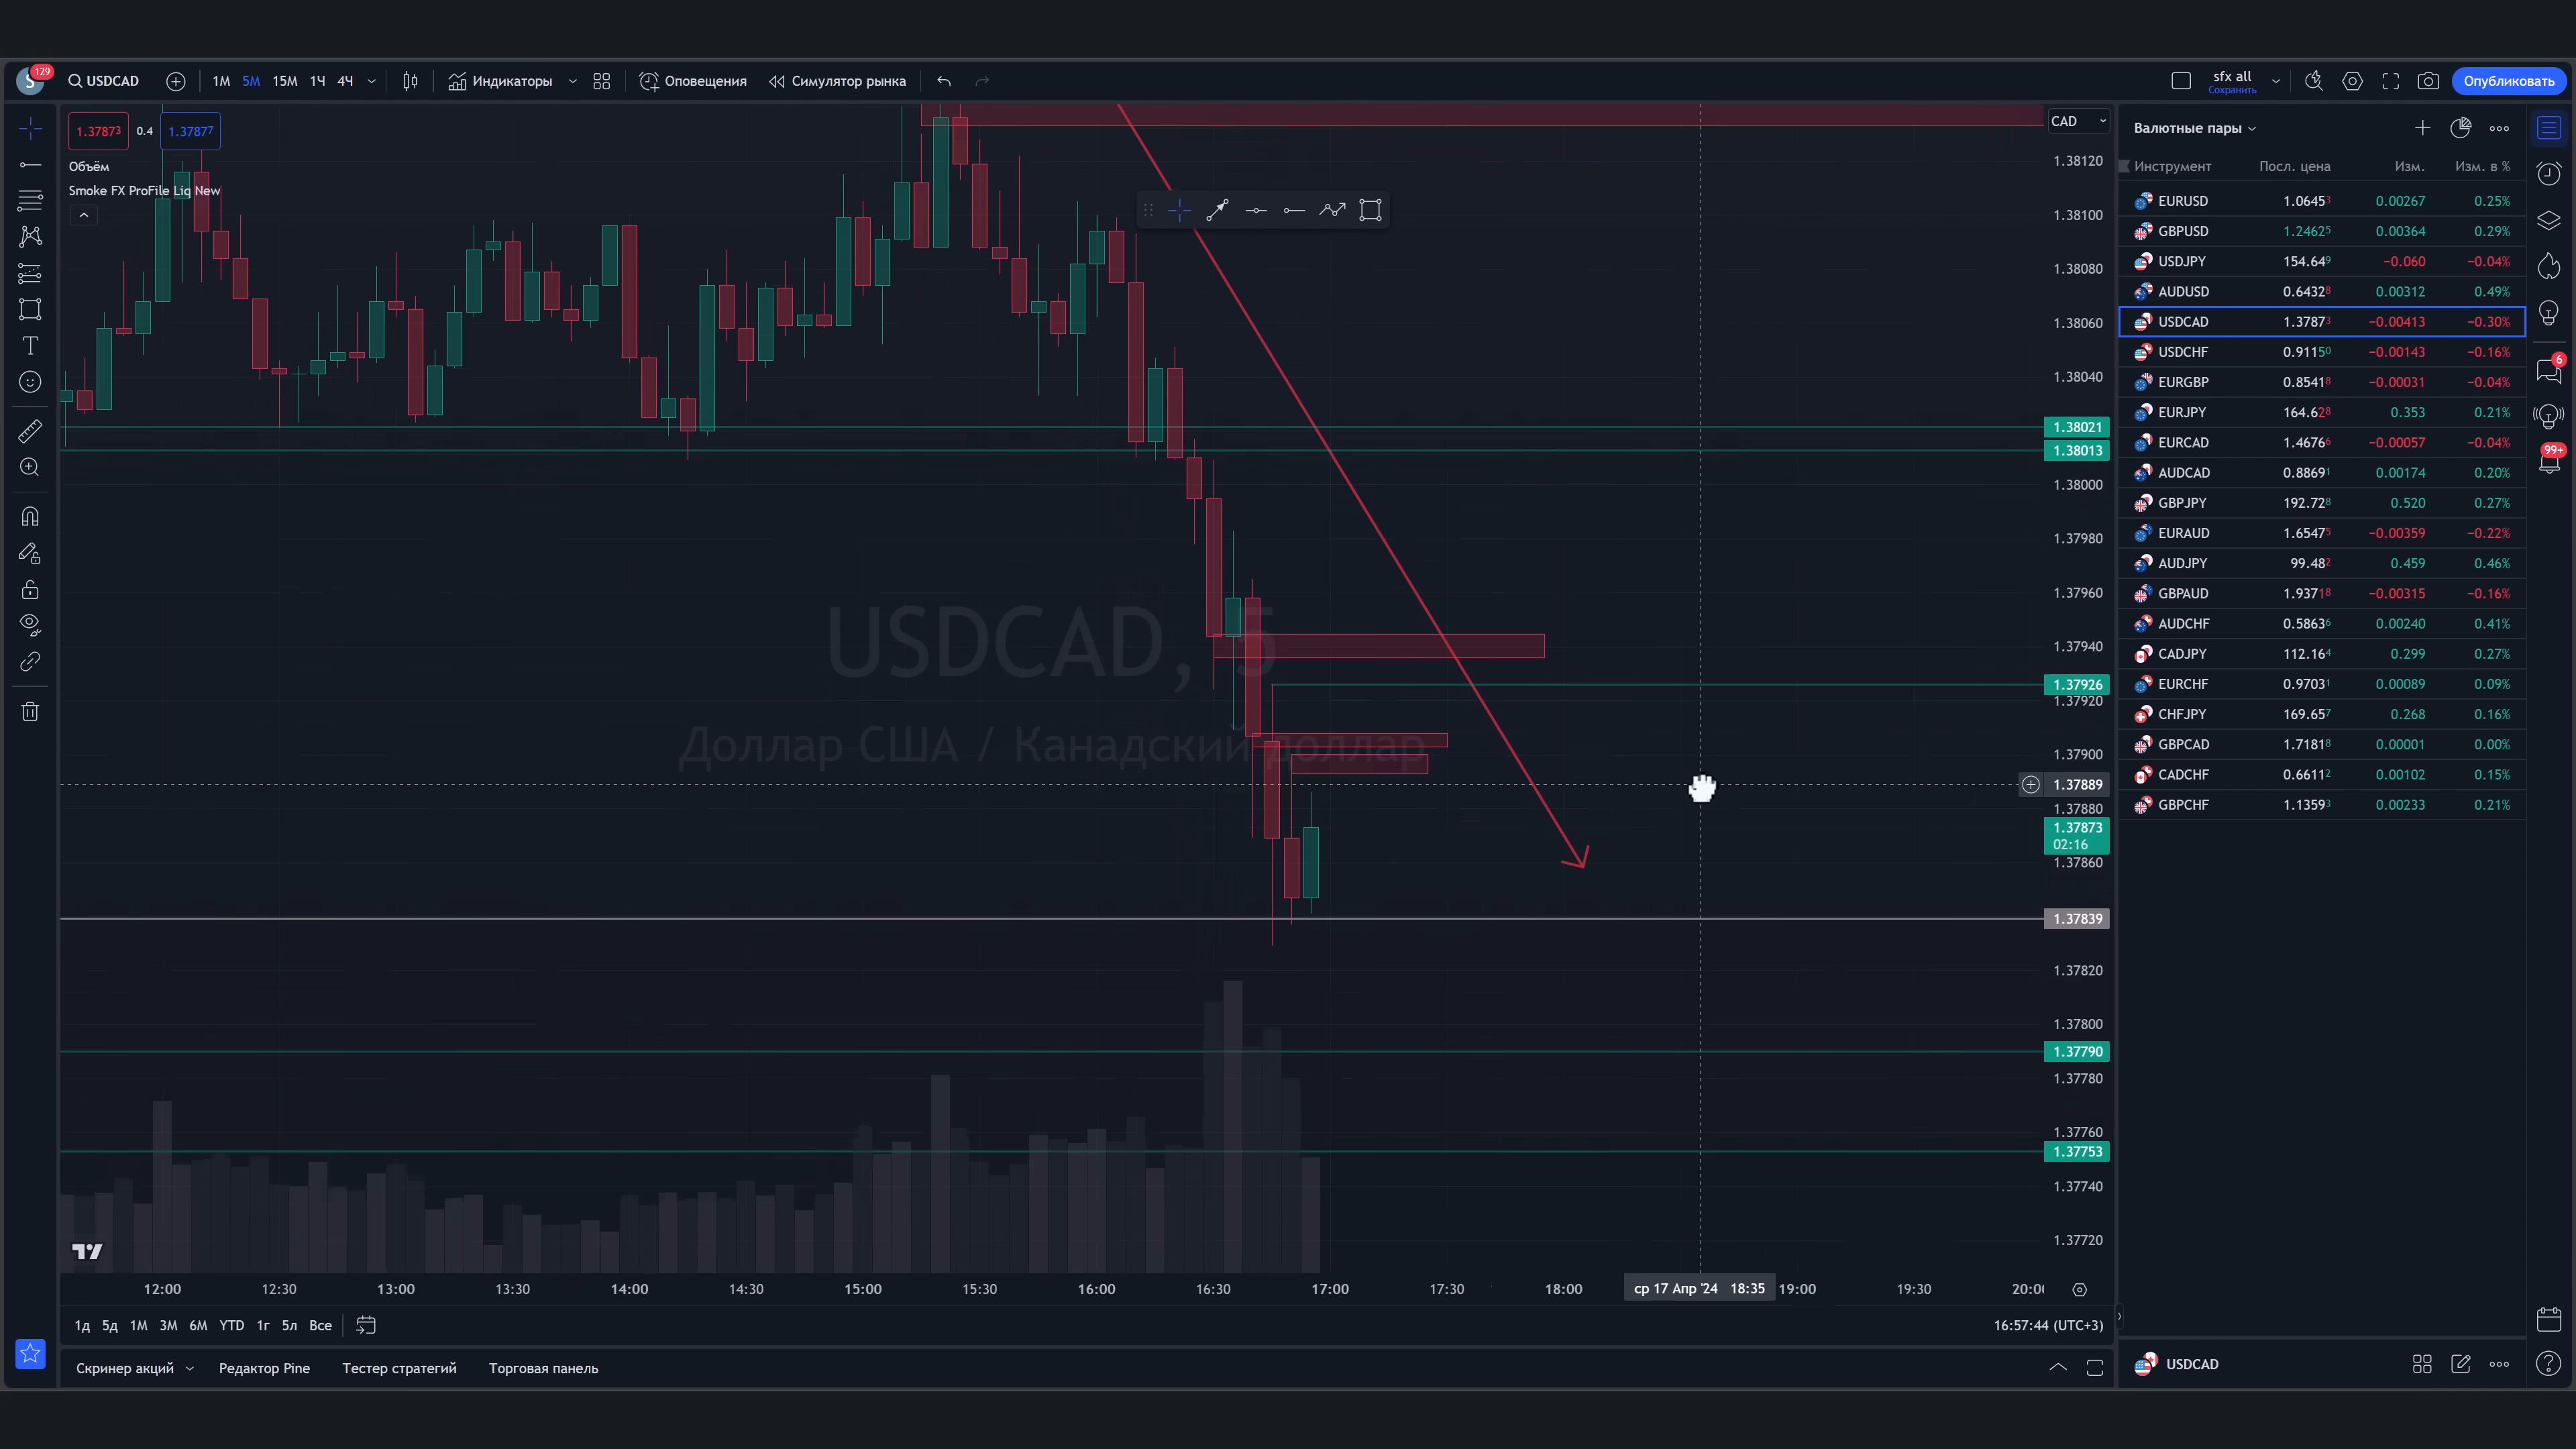 S 129 USDCAD 1М 5М 15М 1Ч 4Ч Индикаторы Оповещения Симулятор рынка sfx all Опубликовать
Сохранить
1.37873 0.4 1.37877
Объём
Smoke FX ProFile Liq New
USDCAD, 5
Доллар США / Канадский доллар
CAD
1.38120
1.38100
1.38080
1.38060
1.38040
1.38021
1.38013
1.38000
1.37980
1.37960
1.37940
1.37926
1.37920
1.37900
1.37889
1.37880
1.37873
02:16
1.37860
1.37839
1.37820
1.37800
1.37790
1.37780
1.37760
1.37753
1.37740
1.37720
12:00 12:30 13:00 13:30 14:00 14:30 15:00 15:30 16:00 16:30 17:00 17:30 18:00 ср 17 Апр '24 18:35 19:00 19:30
1д 5д 1М 3М 6М YTD 1г 5л Все 16:57:44 (UTC+3)
Скринер акций Редактор Pine Тестер стратегий Торговая панель
Валютные пары
Инструмент Посл. цена Изм. Изм. в %
EURUSD 1.06453 0.00267 0.25%
GBPUSD 1.24625 0.00364 0.29%
USDJPY 154.649 −0.060 −0.04%
AUDUSD 0.64328 0.00312 0.49%
USDCAD 1.37873 −0.00413 −0.30%
USDCHF 0.91150 −0.00143 −0.16%
EURGBP 0.85418 −0.00031 −0.04%
EURJPY 164.628 0.353 0.21%
EURCAD 1.46766 −0.00057 −0.04%
AUDCAD 0.88691 0.00174 0.20%
GBPJPY 192.728 0.520 0.27%
EURAUD 1.65475 −0.00359 −0.22%
AUDJPY 99.482 0.459 0.46%
GBPAUD 1.93718 −0.00315 −0.16%
AUDCHF 0.58636 0.00240 0.41%
CADJPY 112.164 0.299 0.27%
EURCHF 0.97031 0.00089 0.09%
CHFJPY 169.657 0.268 0.16%
GBPCAD 1.71818 0.00001 0.00%
CADCHF 0.66112 0.00102 0.15%
GBPCHF 1.13593 0.00233 0.21%
USDCAD
6
99+